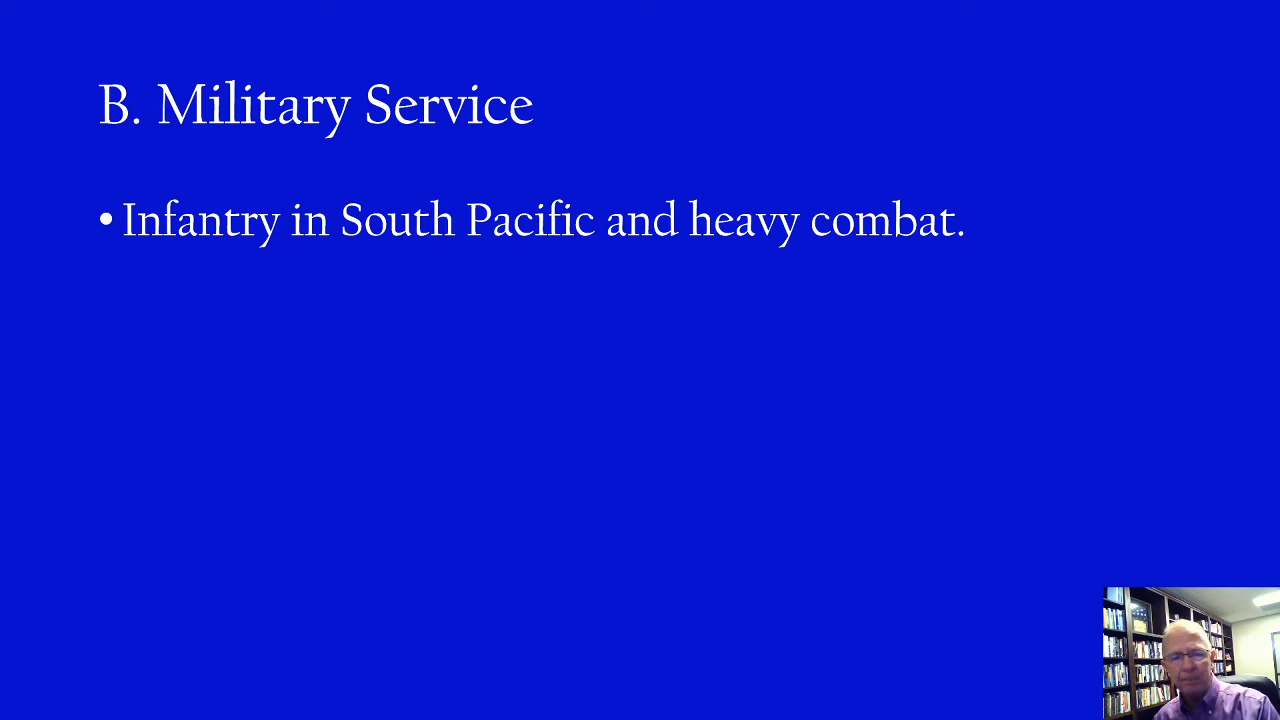 B. Military Service
• Infantry in South Pacific and heavy combat.